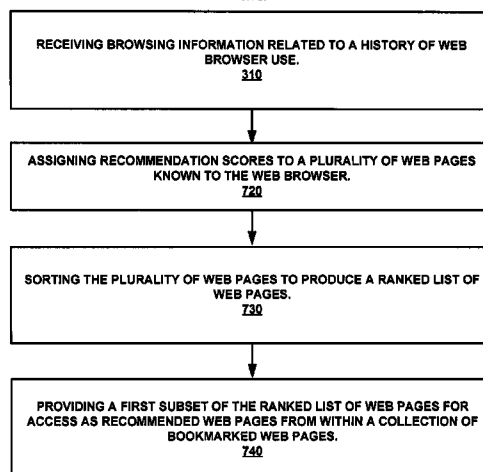 RECEIVING BROWSING INFORMATION RELATED TO A HISTORY OF WEB
BROWSER USE.
310
ASSIGNING RECOMMENDATION SCORES TO A PLURALITY OF WEB PAGES
KNOWN TO THE WEB BROWSER.
720
SORTING THE PLURALITY OF WEB PAGES TO PRODUCE A RANKED LIST OF
WEB PAGES.
730
PROVIDING A FIRST SUBSET OF THE RANKED LIST OF WEB PAGES FOR
ACCESS AS RECOMMENDED WEB PAGES FROM WITHIN A COLLECTION OF
BOOKMARKED WEB PAGES.
740